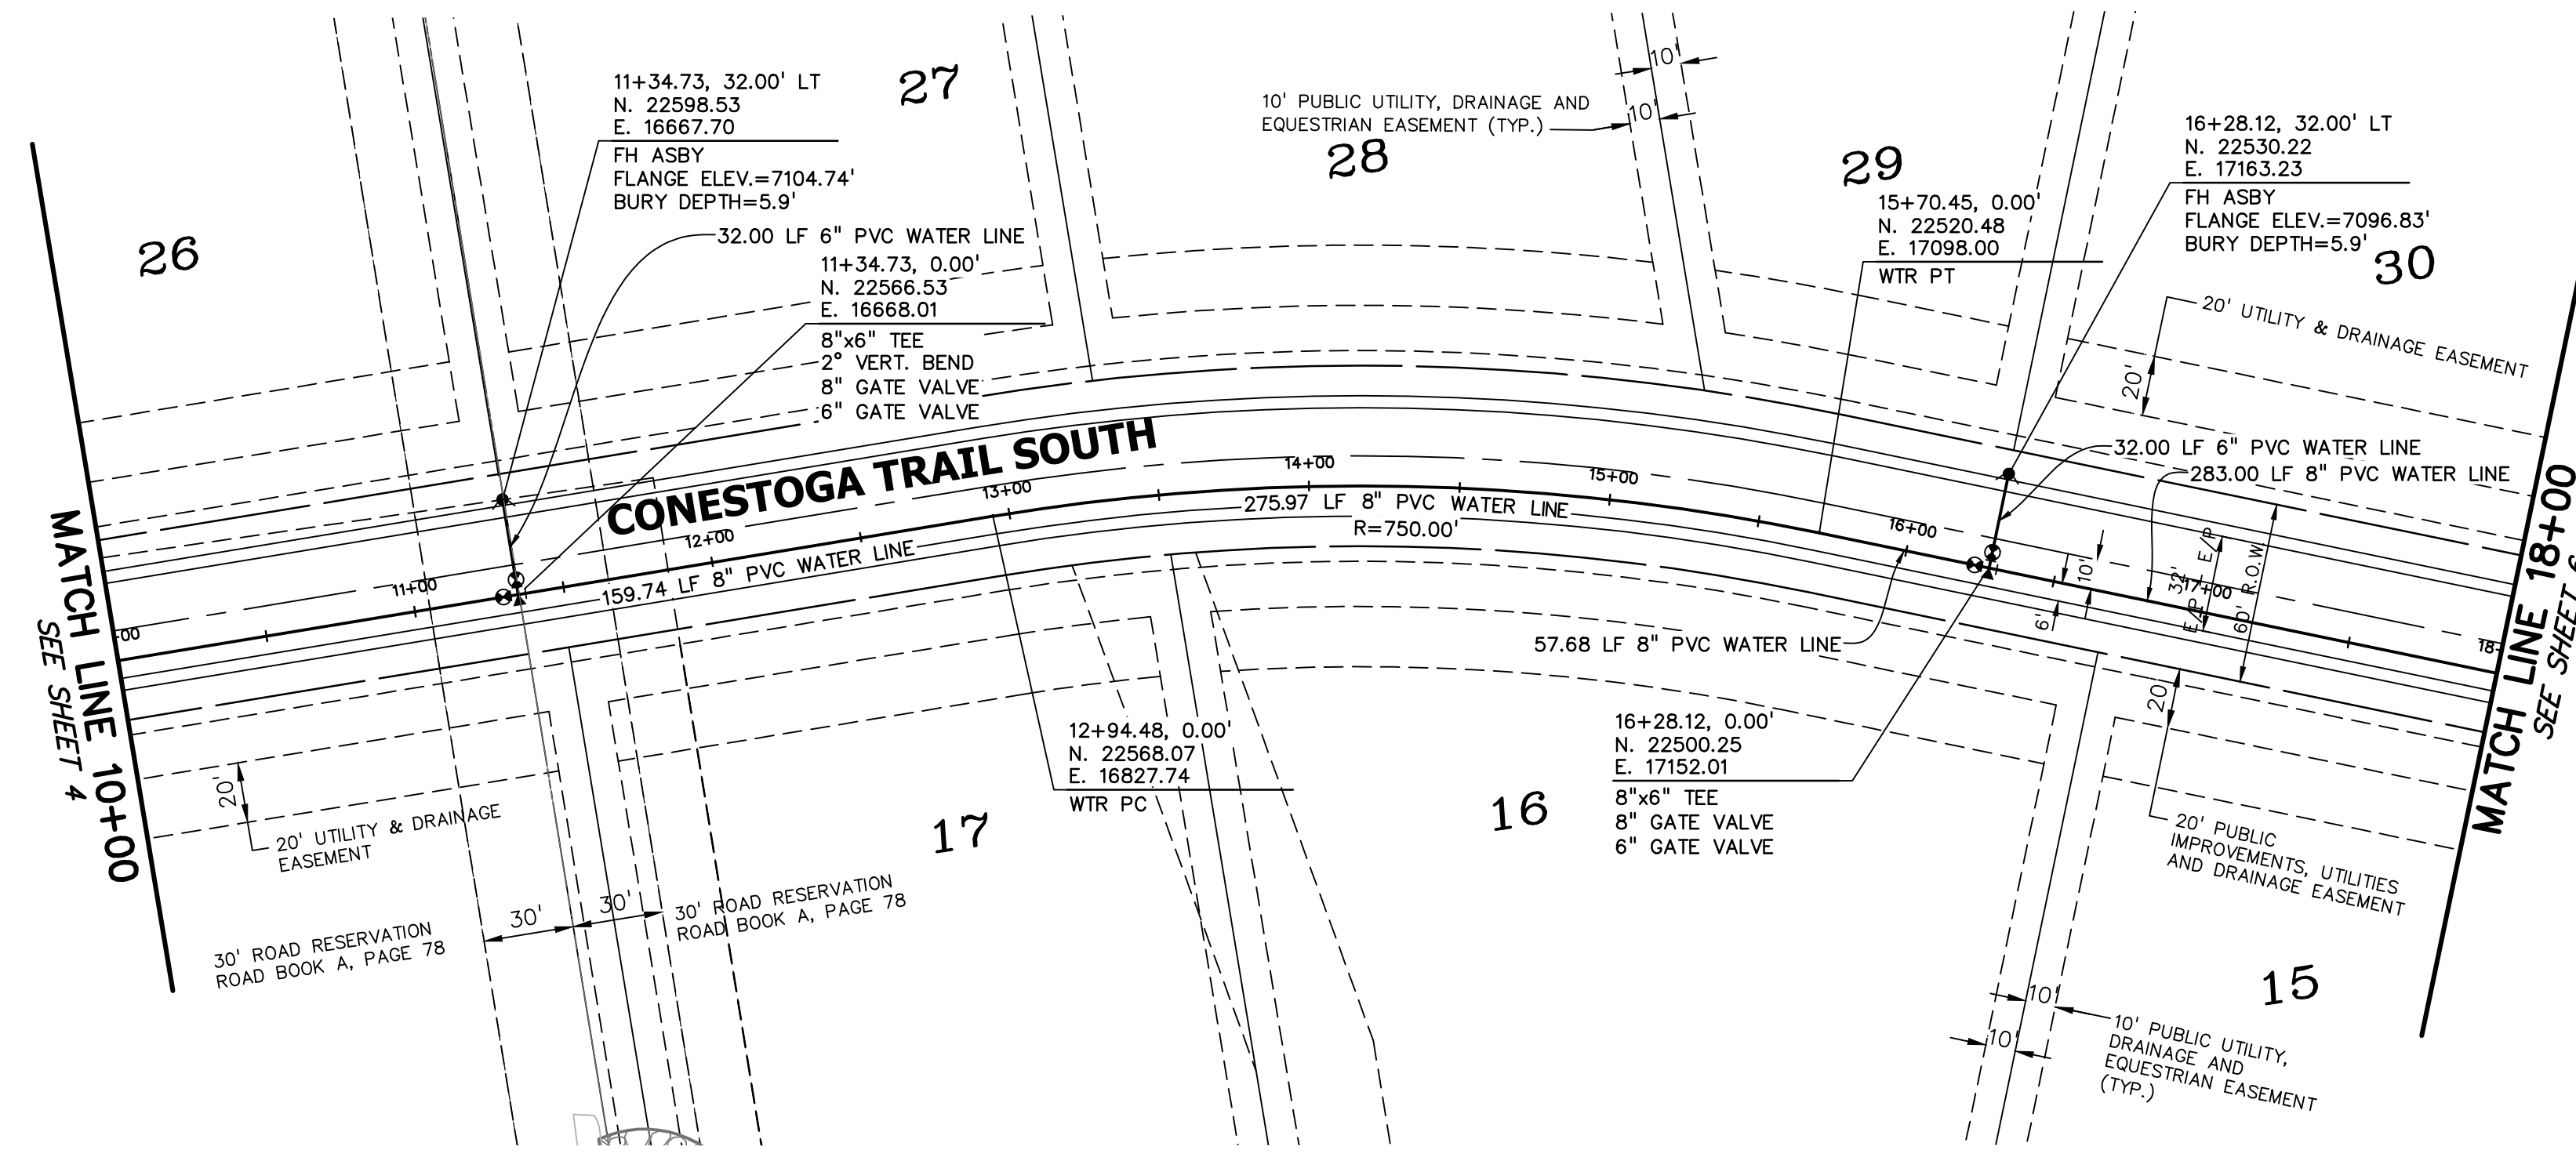 27
11+34.73, 32.00' LT
N. 22598.53
E. 16667.70
FH ASBY
FLANGE ELEV.=7104.74'
BURY DEPTH=5.9'
10' PUBLIC UTILITY, DRAINAGE AND
EQUESTRIAN EASEMENT (TYP.)
10'
10'
28
29
16+28.12, 32.00' LT
N. 22530.22
E. 17163.23
FH ASBY
FLANGE ELEV.=7096.83'
BURY DEPTH=5.9'
30
15+70.45, 0.00'
N. 22520.48
E. 17098.00
WTR PT
26
32.00 LF 6" PVC WATER LINE
11+34.73, 0.00'
N. 22566.53
E. 16668.01
8"x6" TEE
2° VERT. BEND
8" GATE VALVE
6" GATE VALVE
20' UTILITY & DRAINAGE EASEMENT
20'
CONESTOGA TRAIL SOUTH
32.00 LF 6" PVC WATER LINE
283.00 LF 8" PVC WATER LINE
11+00
12+00
13+00
14+00
15+00
16+00
17+00
18-
+00
159.74 LF 8" PVC WATER LINE
275.97 LF 8" PVC WATER LINE
R=750.00'
57.68 LF 8" PVC WATER LINE
10'
6'
32'
E/P - E/P
60' R.O.W.
MATCH LINE 10+00
SEE SHEET 4
MATCH LINE 18+00
SEE SHEET 6
12+94.48, 0.00'
N. 22568.07
E. 16827.74
WTR PC
16+28.12, 0.00'
N. 22500.25
E. 17152.01
8"x6" TEE
8" GATE VALVE
6" GATE VALVE
20'
20' UTILITY & DRAINAGE
EASEMENT
17
16
15
20'
20' PUBLIC
IMPROVEMENTS, UTILITIES
AND DRAINAGE EASEMENT
30'
30'
30' ROAD RESERVATION
ROAD BOOK A, PAGE 78
30' ROAD RESERVATION
ROAD BOOK A, PAGE 78
10'
10'
10' PUBLIC UTILITY,
DRAINAGE AND
EQUESTRIAN EASEMENT
(TYP.)